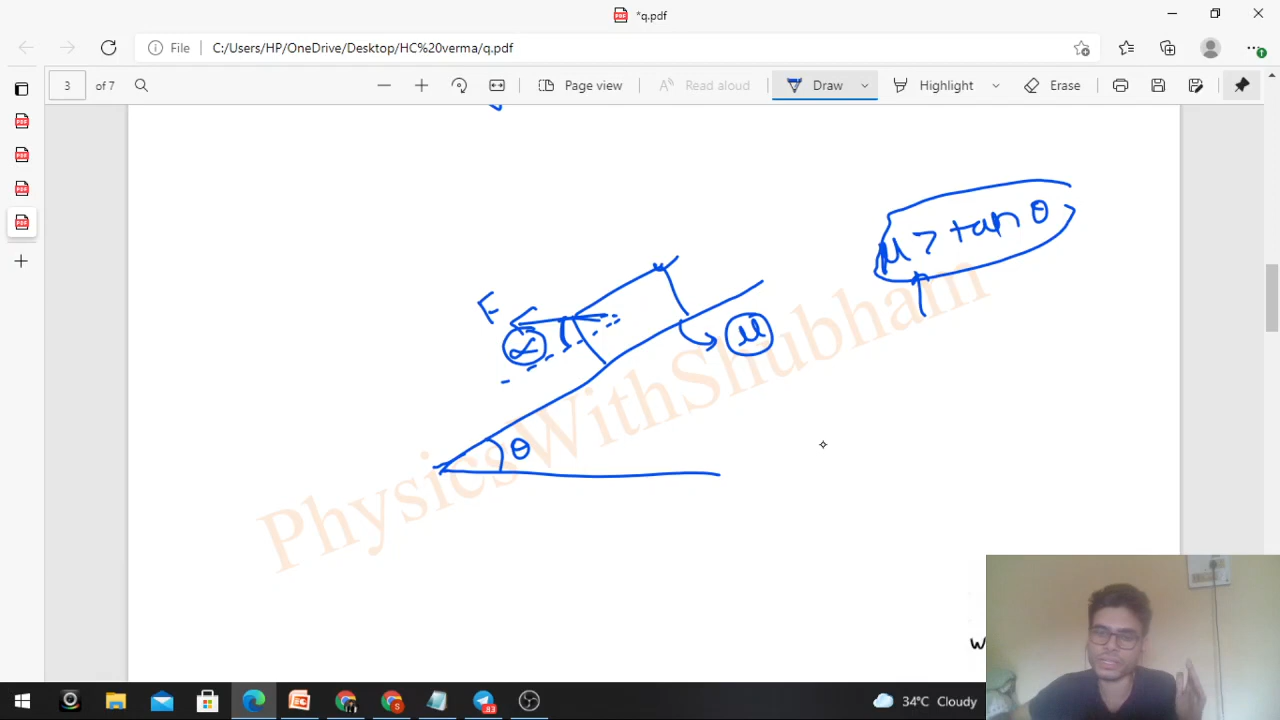 *q.pdf
File C:/Users/HP/OneDrive/Desktop/HC%20verma/q.pdf
3 of 7 Page view Read aloud Draw Highlight Erase
μ > tan θ
F
α
μ
θ
PhysicsWithShubham
W
83
34°C Cloudy